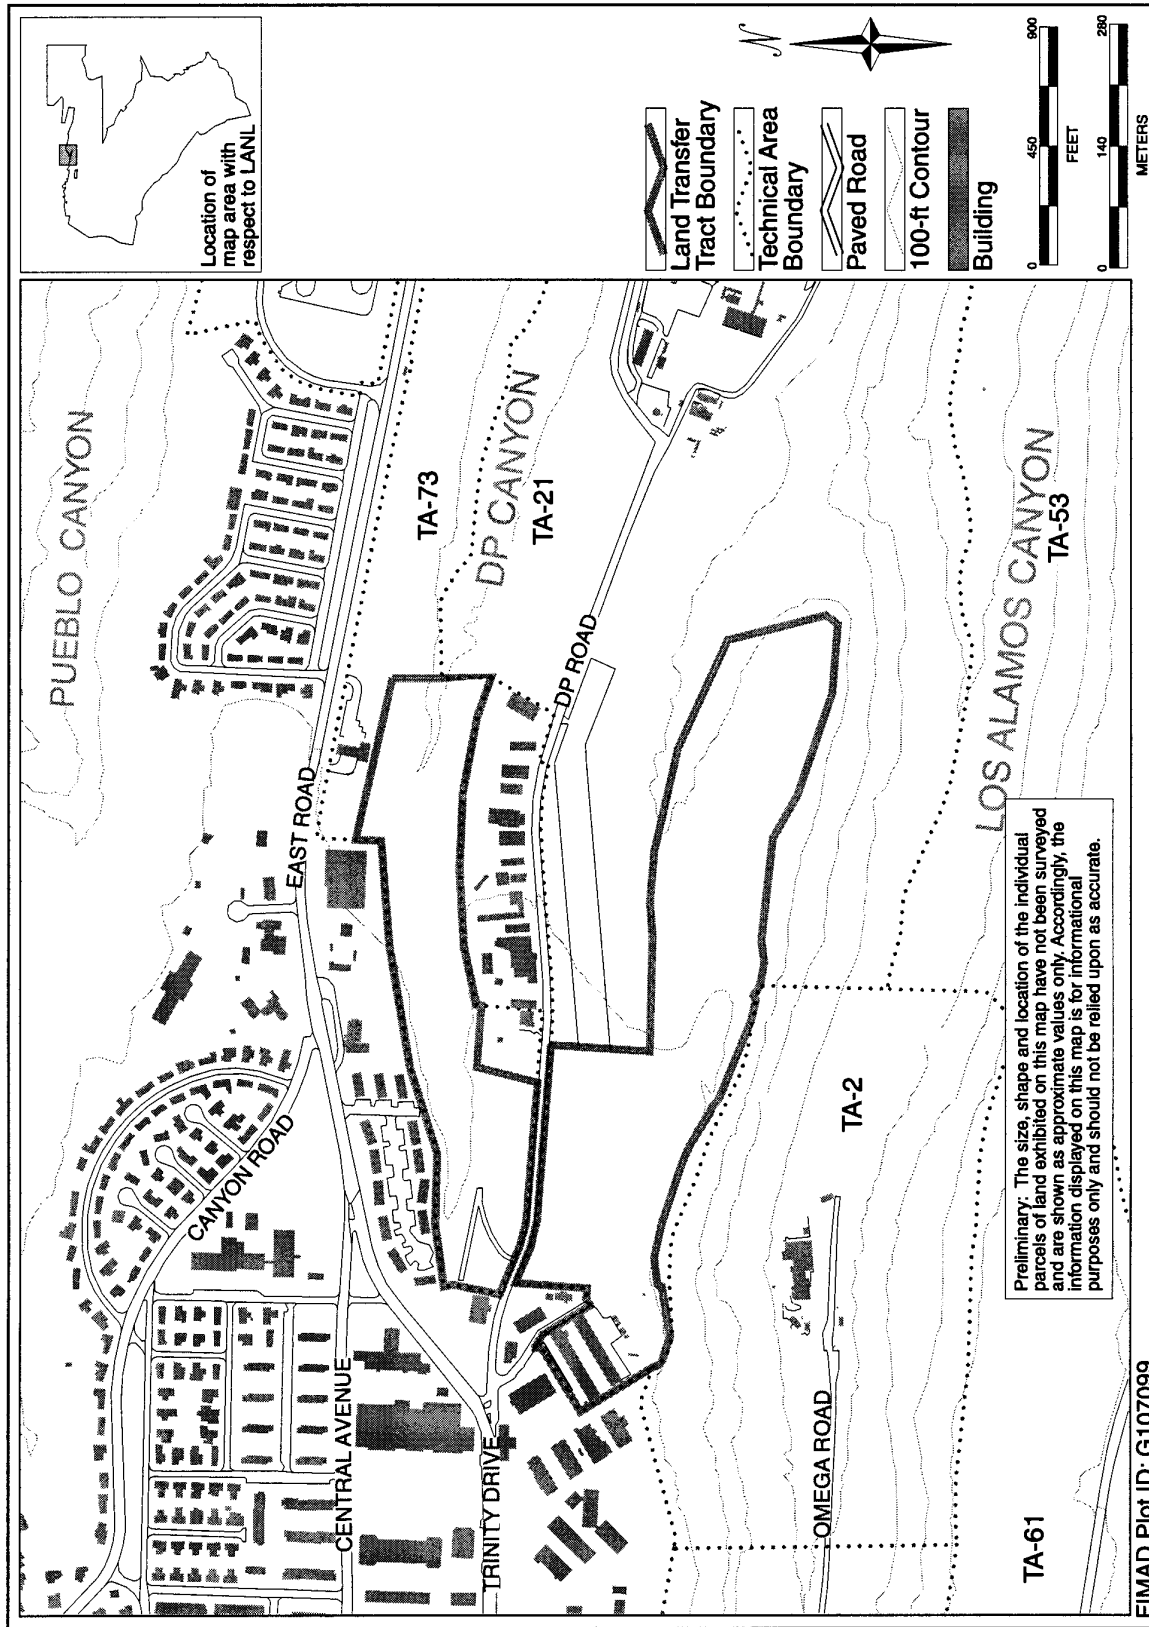 PUEBLO CANYON
CANYON ROAD
EAST ROAD
CENTRAL AVENUE
TRINITY DRIVE
TA-73
DP CANYON
TA-21
DP ROAD
TA-2
OMEGA ROAD
LOS ALAMOS CANYON
TA-53
TA-61
Preliminary: The size, shape and location of the individual
parcels of land exhibited on this map have not been surveyed
and are shown as approximate values only. Accordingly, the
information displayed on this map is for informational
purposes only and should not be relied upon as accurate.
FIMAD Plot ID: G107099
Location of
map area with
respect to LANL
Land Transfer
Tract Boundary
Technical Area
Boundary
Paved Road
100-ft Contour
Building
N
0 450 900
FEET
0 140 280
METERS